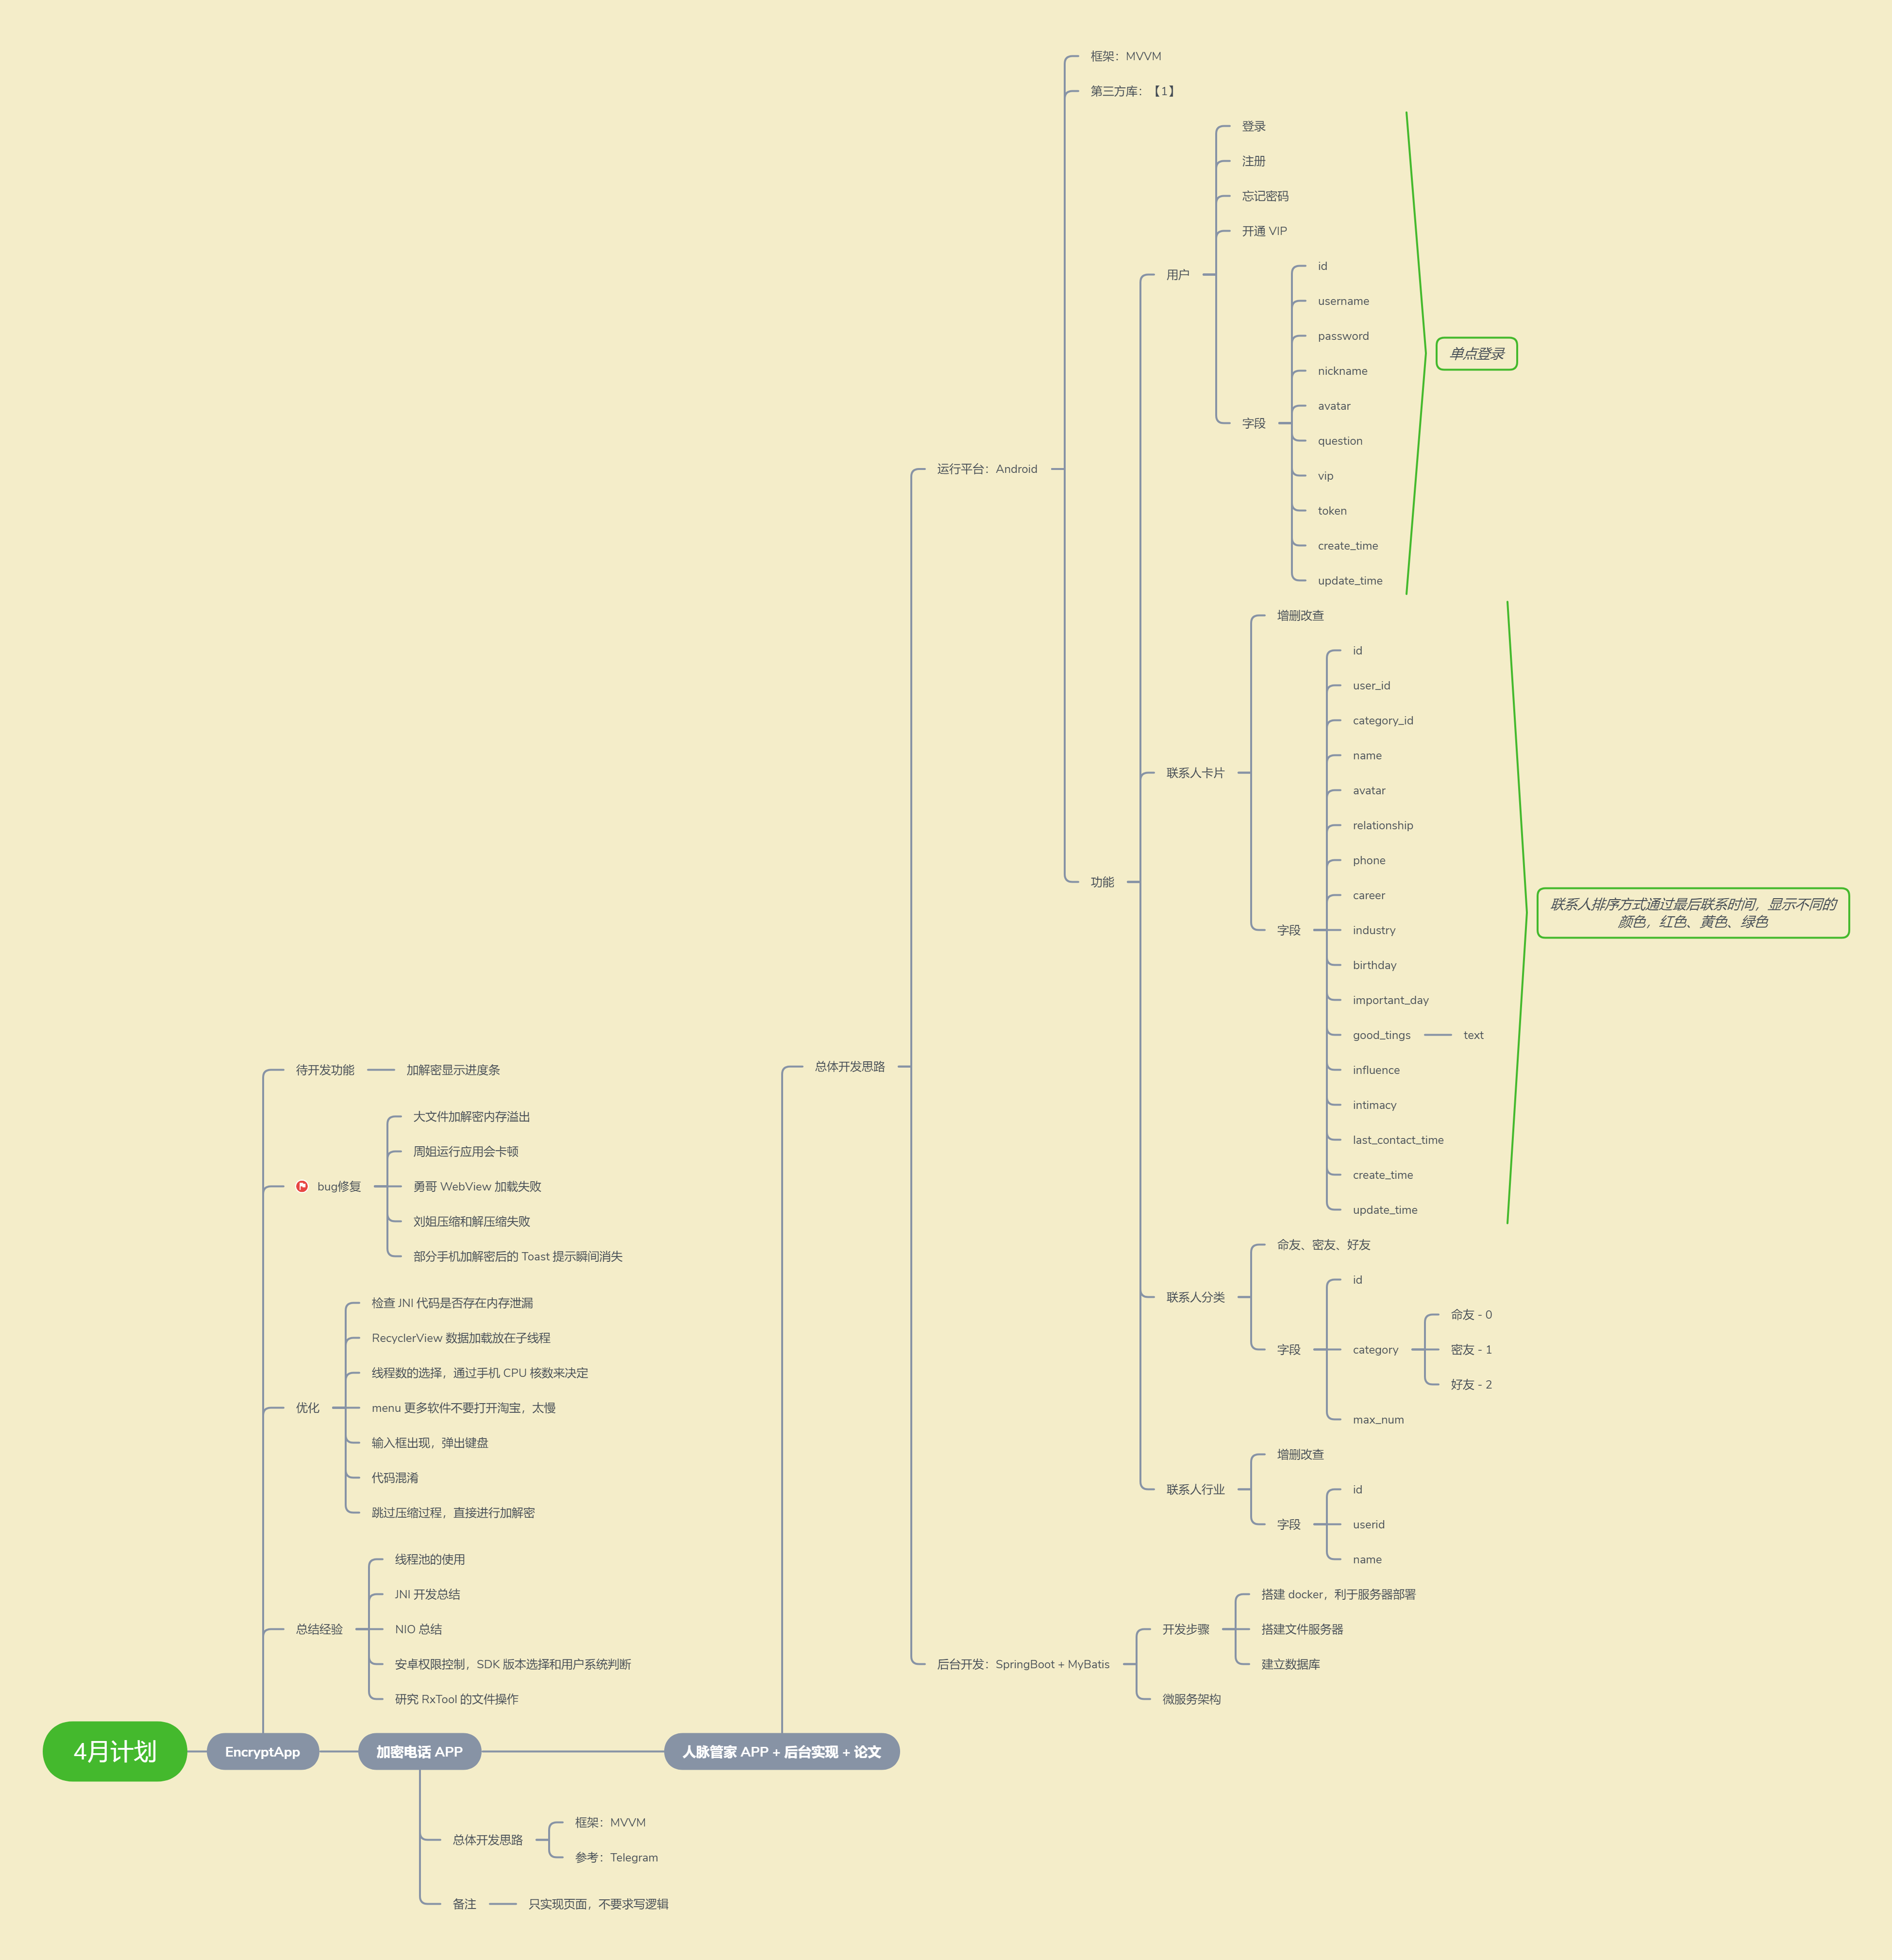 4月计划
EncryptApp
待开发功能
加解密显示进度条
bug修复
大文件加解密内存溢出
周姐运行应用会卡顿
勇哥 WebView 加载失败
刘姐压缩和解压缩失败
部分手机加解密后的 Toast 提示瞬间消失
优化
检查 JNI 代码是否存在内存泄漏
RecyclerView 数据加载放在子线程
线程数的选择，通过手机 CPU 核数来决定
menu 更多软件不要打开淘宝，太慢
输入框出现，弹出键盘
代码混淆
跳过压缩过程，直接进行加解密
总结经验
线程池的使用
JNI 开发总结
NIO 总结
安卓权限控制，SDK 版本选择和用户系统判断
研究 RxTool 的文件操作
加密电话 APP
总体开发思路
框架：MVVM
参考：Telegram
备注
只实现页面，不要求写逻辑
人脉管家 APP + 后台实现 + 论文
总体开发思路
运行平台：Android
框架：MVVM
第三方库：【1】
功能
用户
登录
注册
忘记密码
开通 VIP
字段
id
username
password
nickname
avatar
question
vip
token
create_time
update_time
单点登录
联系人卡片
增删改查
字段
id
user_id
category_id
name
avatar
relationship
phone
career
industry
birthday
important_day
good_tings
text
influence
intimacy
last_contact_time
create_time
update_time
联系人排序方式通过最后联系时间，显示不同的
颜色，红色、黄色、绿色
联系人分类
命友、密友、好友
字段
id
category
命友 - 0
密友 - 1
好友 - 2
max_num
联系人行业
增删改查
字段
id
userid
name
后台开发：SpringBoot + MyBatis
开发步骤
搭建 docker，利于服务器部署
搭建文件服务器
建立数据库
微服务架构